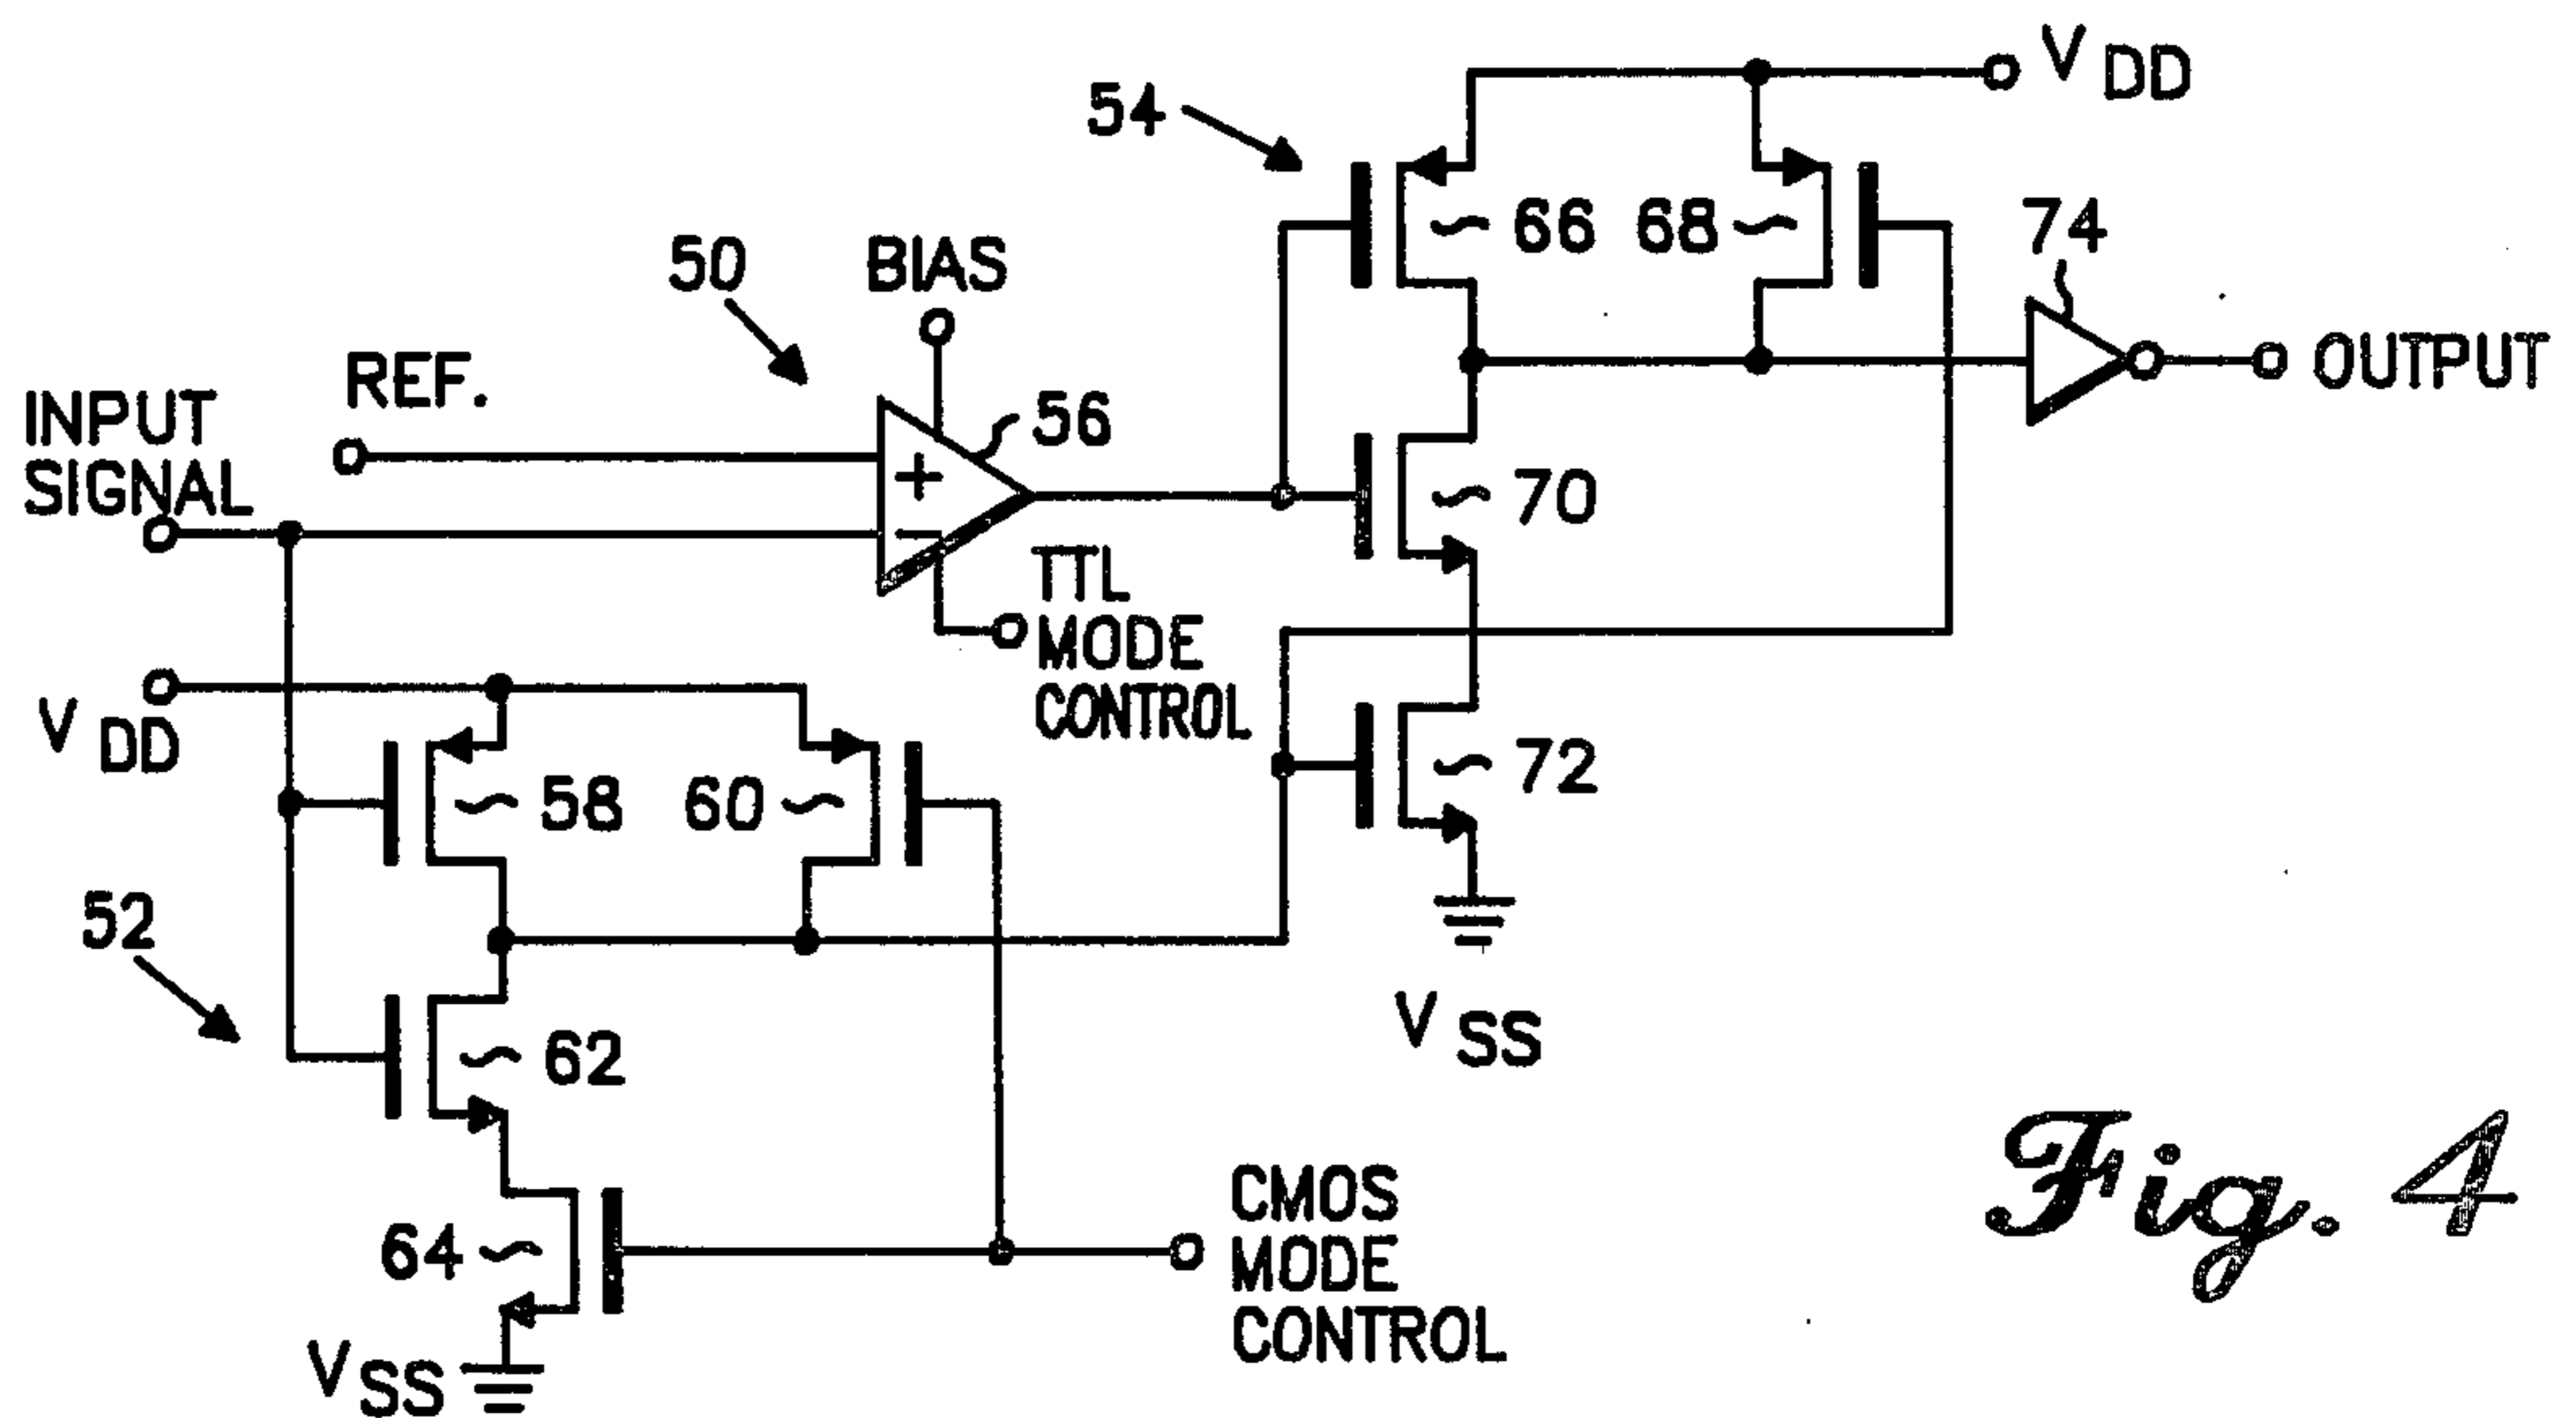 V DD
54
66
68
74
50
BIAS
REF.
56
INPUT
SIGNAL
+
−
OUTPUT
70
TTL
MODE
CONTROL
V DD
58
60
72
52
62
V SS
64
CMOS
MODE
CONTROL
V SS
Fig. 4